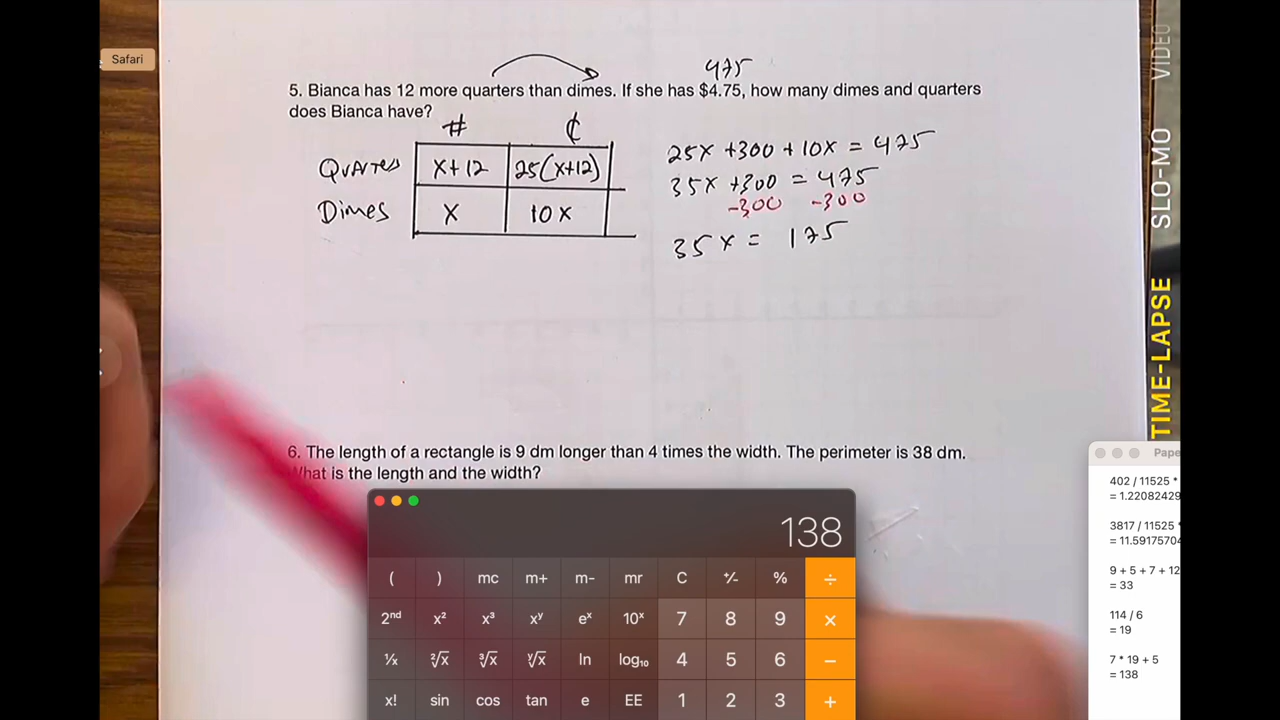 Safari
VIDEO
SLO-MO
TIME-LAPSE
475
5. Bianca has 12 more quarters than dimes. If she has $4.75, how many dimes and quarters
does Bianca have?
# ¢
Quarters x+12 25(x+12)
Dimes x 10x
25x +300 + 10x = 475
35x +300 = 475
-300 -300
35x = 175
6. The length of a rectangle is 9 dm longer than 4 times the width. The perimeter is 38 dm.
hat is the length and the width?
138
( ) mc m+ m- mr C +/- % ÷
2nd x² x³ xʸ eˣ 10ˣ 7 8 9 ×
¹/x ²√x ³√x ʸ√x ln log₁₀ 4 5 6 −
x! sin cos tan e EE 1 2 3 +
Pape
402 / 11525 *
= 1.22082429
3817 / 11525 *
= 11.59175704
9 + 5 + 7 + 12
= 33
114 / 6
= 19
7 * 19 + 5
= 138